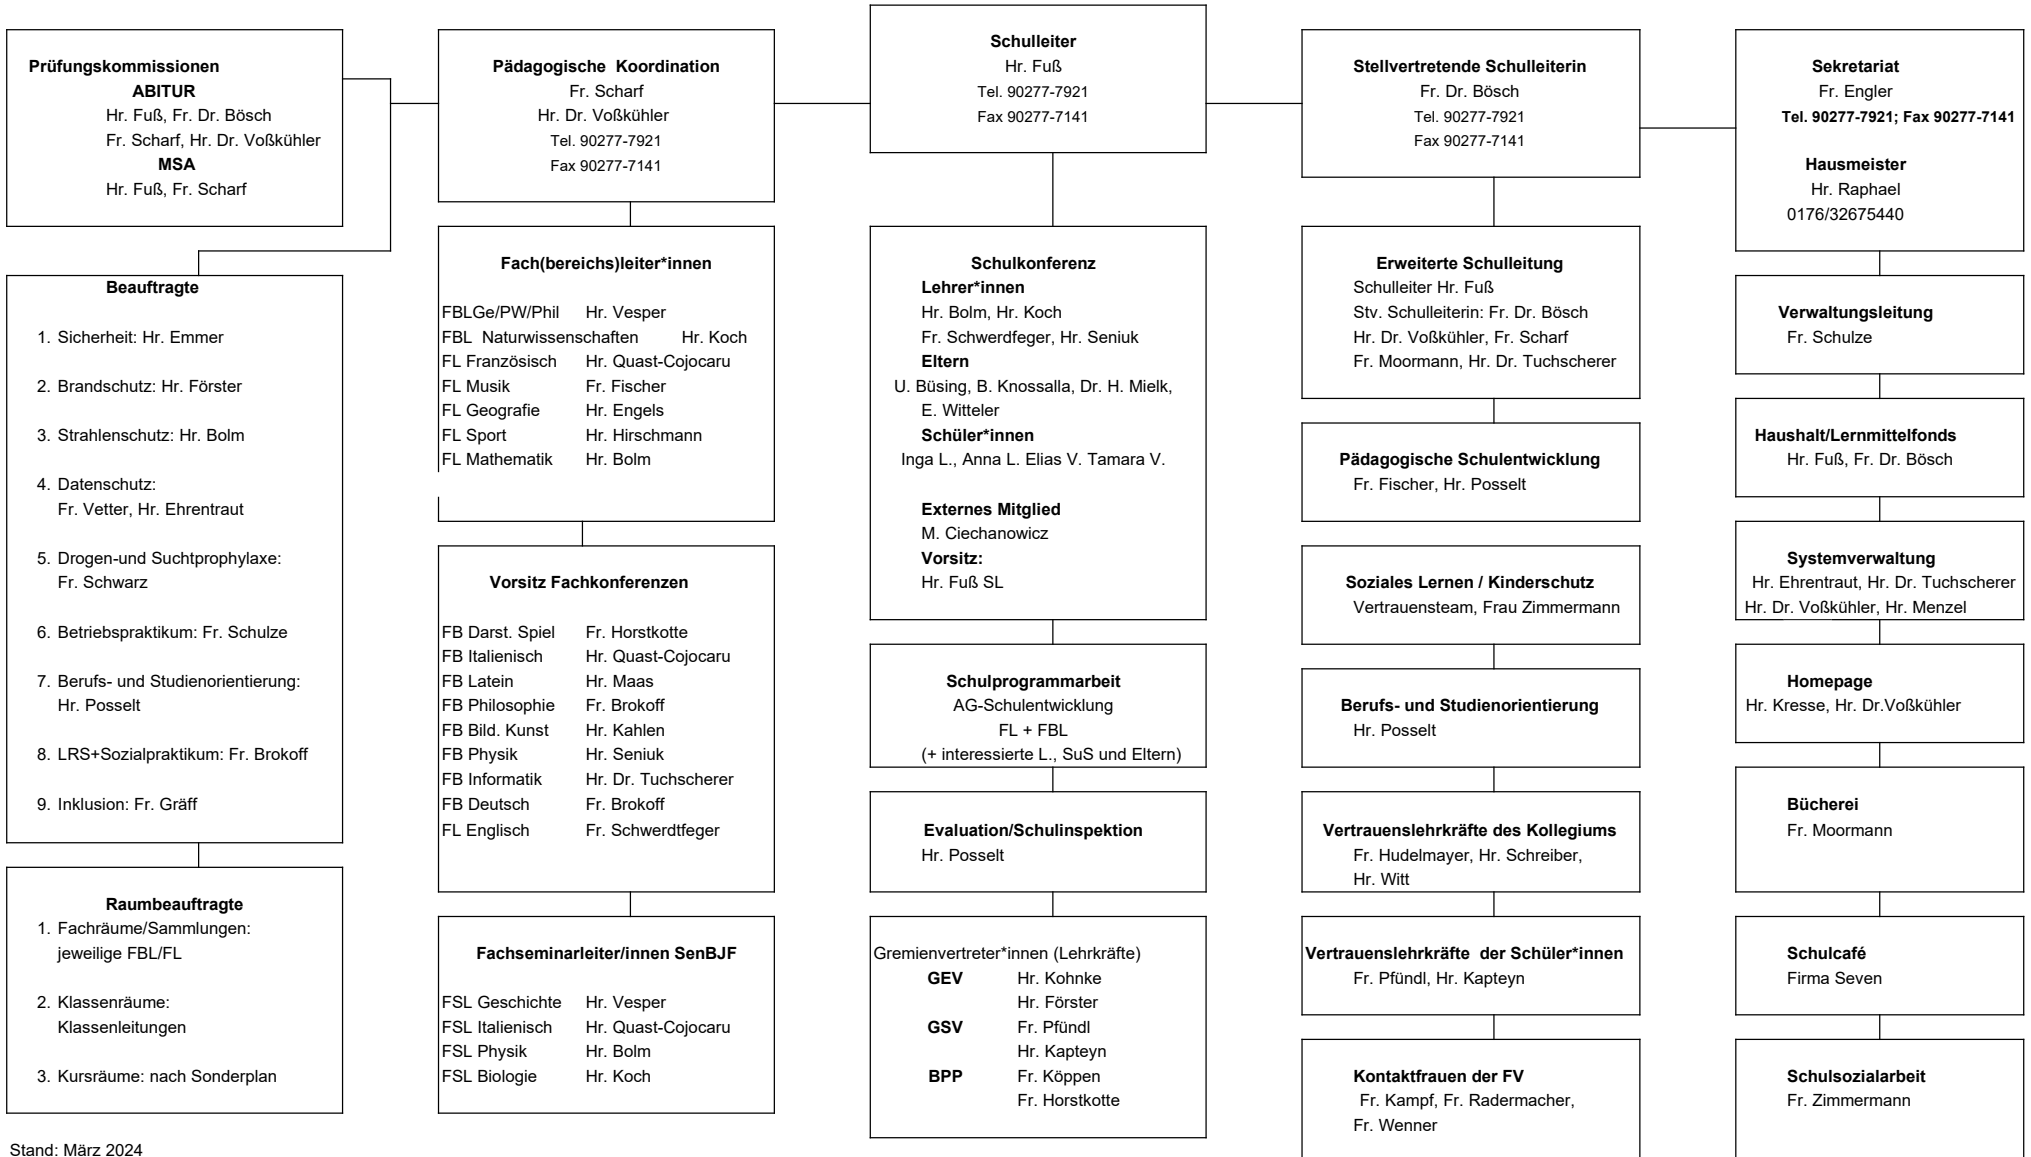 Prüfungskommissionen
ABITUR
Hr. Fuß, Fr. Dr. Bösch
Fr. Scharf, Hr. Dr. Voßkühler
MSA
Hr. Fuß, Fr. Scharf
Beauftragte
1. Sicherheit: Hr. Emmer
2. Brandschutz: Hr. Förster
3. Strahlenschutz: Hr. Bolm
4. Datenschutz:
Fr. Vetter, Hr. Ehrentraut
5. Drogen-und Suchtprophylaxe:
Fr. Schwarz
6. Betriebspraktikum: Fr. Schulze
7. Berufs- und Studienorientierung:
Hr. Posselt
8. LRS+Sozialpraktikum: Fr. Brokoff
9. Inklusion: Fr. Gräff
Raumbeauftragte
1. Fachräume/Sammlungen:
jeweilige FBL/FL
2. Klassenräume:
Klassenleitungen
3. Kursräume: nach Sonderplan
Stand: März 2024
Pädagogische Koordination
Fr. Scharf
Hr. Dr. Voßkühler
Tel. 90277-7921
Fax 90277-7141
Fach(bereichs)leiter*innen
FBLGe/PW/Phil Hr. Vesper
FBL Naturwissenschaften Hr. Koch
FL Französisch Hr. Quast-Cojocaru
FL Musik Fr. Fischer
FL Geografie Hr. Engels
FL Sport Hr. Hirschmann
FL Mathematik Hr. Bolm
Vorsitz Fachkonferenzen
FB Darst. Spiel Fr. Horstkotte
FB Italienisch Hr. Quast-Cojocaru
FB Latein Hr. Maas
FB Philosophie Fr. Brokoff
FB Bild. Kunst Hr. Kahlen
FB Physik Hr. Seniuk
FB Informatik Hr. Dr. Tuchscherer
FB Deutsch Fr. Brokoff
FL Englisch Fr. Schwerdtfeger
Fachseminarleiter/innen SenBJF
FSL Geschichte Hr. Vesper
FSL Italienisch Hr. Quast-Cojocaru
FSL Physik Hr. Bolm
FSL Biologie Hr. Koch
Schulleiter
Hr. Fuß
Tel. 90277-7921
Fax 90277-7141
Schulkonferenz
Lehrer*innen
Hr. Bolm, Hr. Koch
Fr. Schwerdfeger, Hr. Seniuk
Eltern
U. Büsing, B. Knossalla, Dr. H. Mielk,
E. Witteler
Schüler*innen
Inga L., Anna L. Elias V. Tamara V.
Externes Mitglied
M. Ciechanowicz
Vorsitz:
Hr. Fuß SL
Schulprogrammarbeit
AG-Schulentwicklung
FL + FBL
(+ interessierte L., SuS und Eltern)
Evaluation/Schulinspektion
Hr. Posselt
Gremienvertreter*innen (Lehrkräfte)
GEV Hr. Kohnke
Hr. Förster
GSV Fr. Pfündl
Hr. Kapteyn
BPP Fr. Köppen
Fr. Horstkotte
Stellvertretende Schulleiterin
Fr. Dr. Bösch
Tel. 90277-7921
Fax 90277-7141
Erweiterte Schulleitung
Schulleiter Hr. Fuß
Stv. Schulleiterin: Fr. Dr. Bösch
Hr. Dr. Voßkühler, Fr. Scharf
Fr. Moormann, Hr. Dr. Tuchscherer
Pädagogische Schulentwicklung
Fr. Fischer, Hr. Posselt
Soziales Lernen / Kinderschutz
Vertrauensteam, Frau Zimmermann
Berufs- und Studienorientierung
Hr. Posselt
Vertrauenslehrkräfte des Kollegiums
Fr. Hudelmayer, Hr. Schreiber,
Hr. Witt
Vertrauenslehrkräfte der Schüler*innen
Fr. Pfündl, Hr. Kapteyn
Kontaktfrauen der FV
Fr. Kampf, Fr. Radermacher,
Fr. Wenner
Sekretariat
Fr. Engler
Tel. 90277-7921; Fax 90277-7141
Hausmeister
Hr. Raphael
0176/32675440
Verwaltungsleitung
Fr. Schulze
Haushalt/Lernmittelfonds
Hr. Fuß, Fr. Dr. Bösch
Systemverwaltung
Hr. Ehrentraut, Hr. Dr. Tuchscherer
Hr. Dr. Voßkühler, Hr. Menzel
Homepage
Hr. Kresse, Hr. Dr.Voßkühler
Bücherei
Fr. Moormann
Schulcafé
Firma Seven
Schulsozialarbeit
Fr. Zimmermann